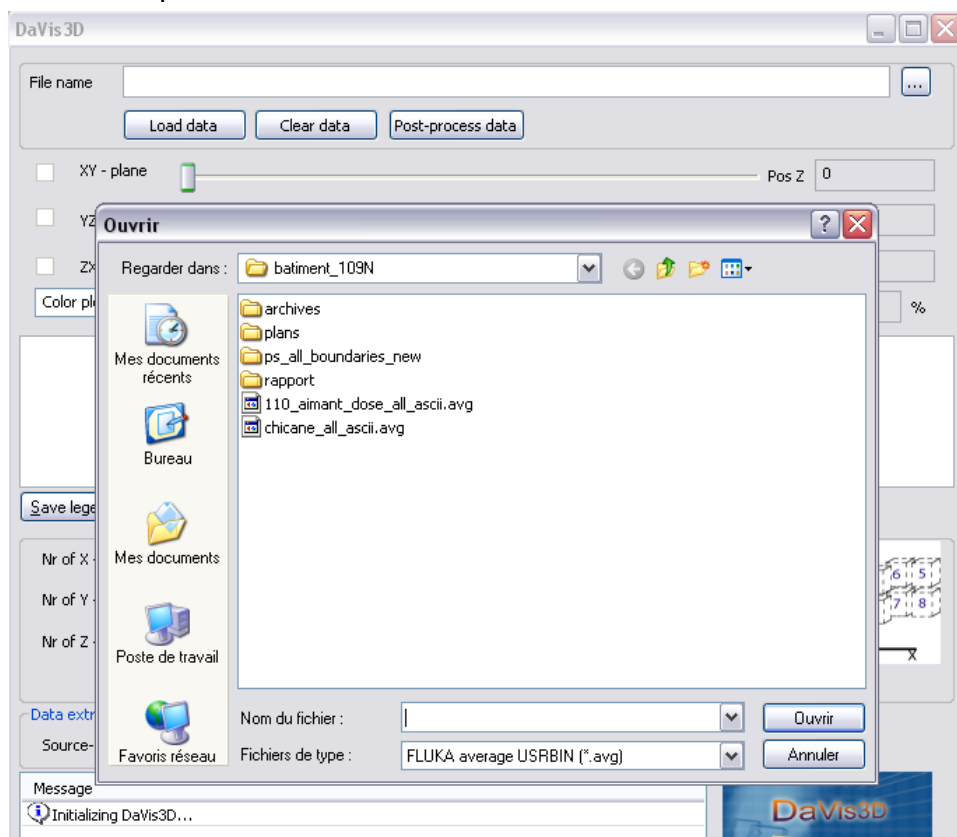 DaVis3D
File name
...
Load data Clear data Post-process data
XY - plane Pos Z 0
YZ
ZX
Color plo
%
Ouvrir
Regarder dans : batiment_109N
archives
plans
ps_all_boundaries_new
rapport
110_aimant_dose_all_ascii.avg
chicane_all_ascii.avg
Mes documents
récents
Bureau
Mes documents
Poste de travail
Favoris réseau
Nom du fichier :
Ouvrir
Fichiers de type : FLUKA average USRBIN (*.avg)
Annuler
Save lege
Nr of X -
Nr of Y -
Nr of Z -
6 5
7 8
X
Data extr
Source-
Message
Initializing DaVis3D...
DaVis3D